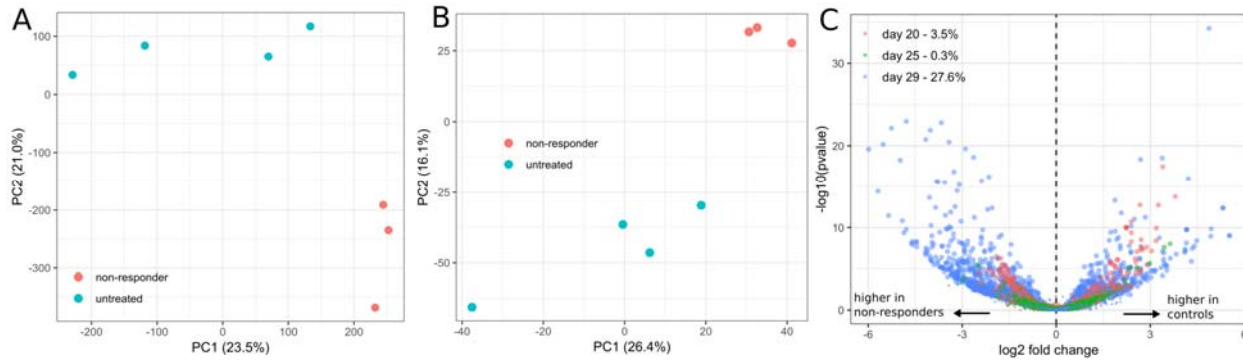 A
100
0
-100
-200
-300
PC2 (21.0%)
non-responder
untreated
-200
-100
0
100
200
PC1 (23.5%)
B
25
0
-25
-50
PC2 (16.1%)
non-responder
untreated
-40
-20
0
20
40
PC1 (26.4%)
C
day 20 - 3.5%
day 25 - 0.3%
day 29 - 27.6%
30
20
10
0
-log10(pvalue)
higher in
non-responders
higher in
controls
-6
-3
0
3
6
log2 fold change